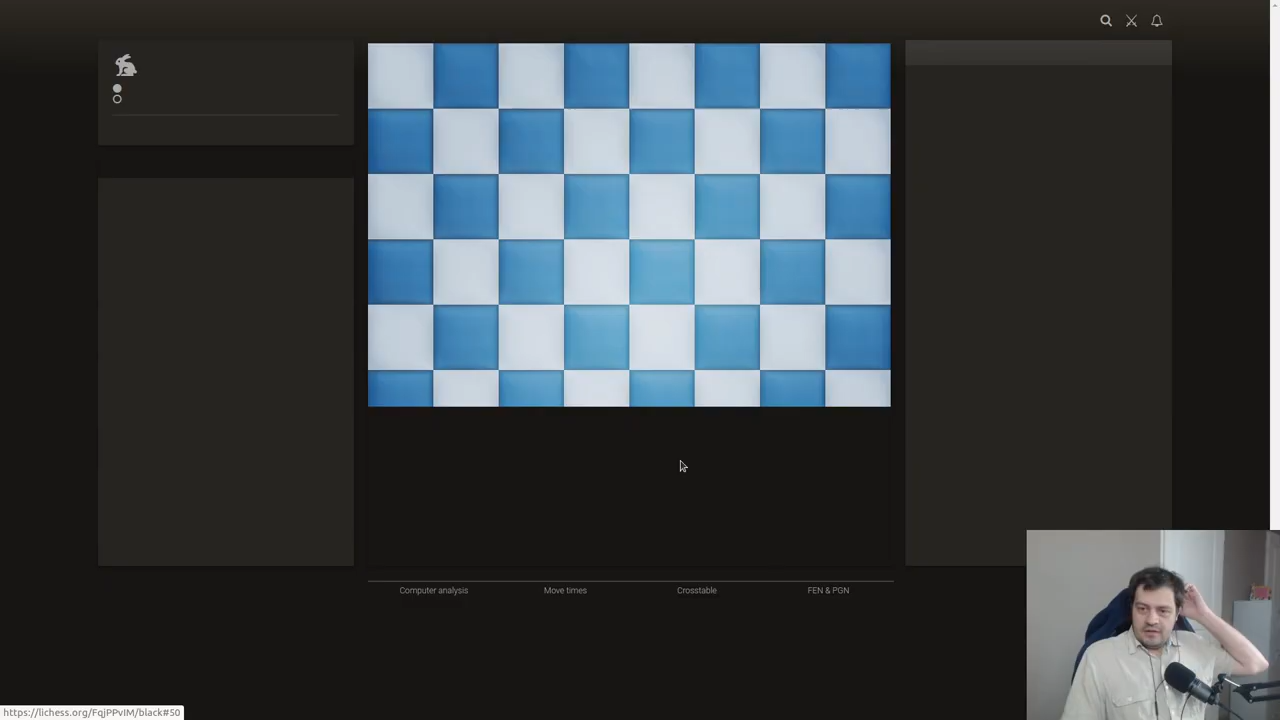 Computer analysis
Move times
Crosstable
FEN & PGN
https://lichess.org/FqjPPvIM/black#50